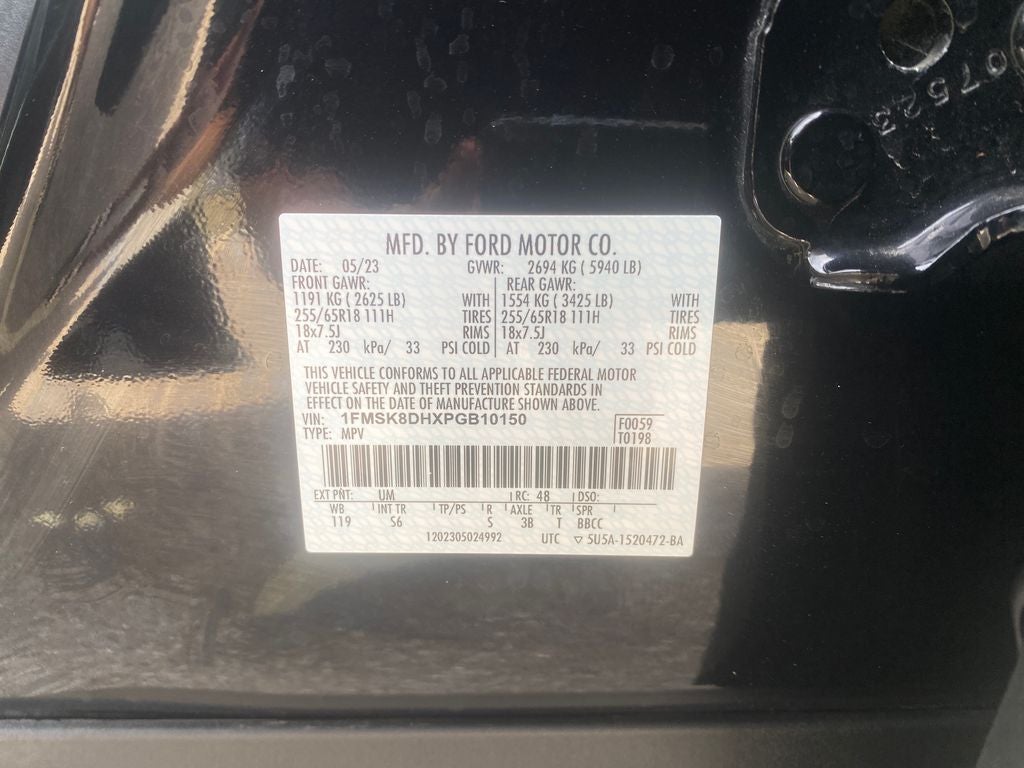 07523
MFD. BY FORD MOTOR CO.
DATE: 05/23 GVWR: 2694 KG ( 5940 LB)
FRONT GAWR: REAR GAWR:
1191 KG ( 2625 LB) WITH 1554 KG ( 3425 LB) WITH
255/65R18 111H TIRES 255/65R18 111H TIRES
18x7.5J RIMS 18x7.5J RIMS
AT 230 kPa/ 33 PSI COLD AT 230 kPa/ 33 PSI COLD
THIS VEHICLE CONFORMS TO ALL APPLICABLE FEDERAL MOTOR
VEHICLE SAFETY AND THEFT PREVENTION STANDARDS IN
EFFECT ON THE DATE OF MANUFACTURE SHOWN ABOVE.
VIN: 1FMSK8DHXPGB10150 F0059
TYPE: MPV T0198
EXT PNT: UM RC: 48 DSO:
WB INT TR TP/PS R AXLE TR SPR
119 S6 S 3B T BBCC
1202305024992 UTC ▽ 5U5A-1520472-BA